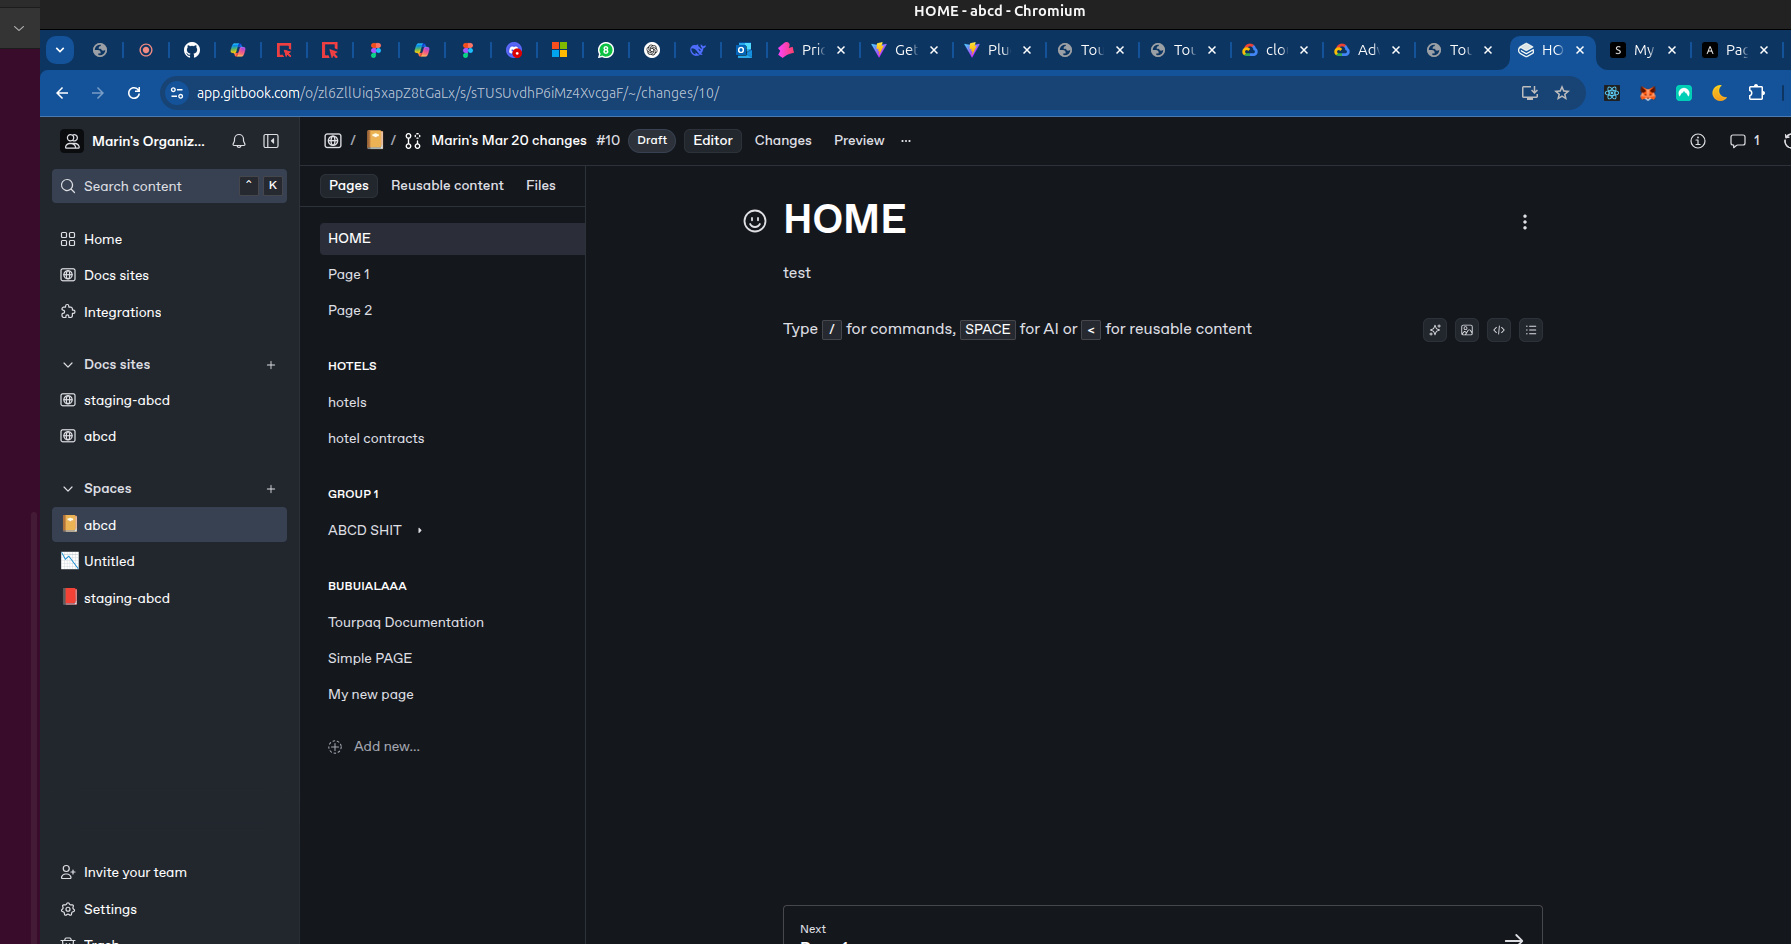 HOME - abcd - Chromium
Pric
Get
Plu
Tou
Tou
clo
Adv
Tou
HO
My
Pag
app.gitbook.com/o/zl6ZllUiq5xapZ8tGaLx/s/sTUSUvdhP6iMz4XvcgaF/~/changes/10/
Marin's Organiz...
Search content
^ K
Home
Docs sites
Integrations
Docs sites
staging-abcd
abcd
Spaces
abcd
Untitled
staging-abcd
Invite your team
Settings
Trash
/ / Marin's Mar 20 changes #10 Draft Editor Changes Preview ...
1
Pages Reusable content Files
HOME
Page 1
Page 2
HOTELS
hotels
hotel contracts
GROUP 1
ABCD SHIT
BUBUIALAAA
Tourpaq Documentation
Simple PAGE
My new page
Add new...
HOME
test
Type / for commands, SPACE for AI or < for reusable content
Next